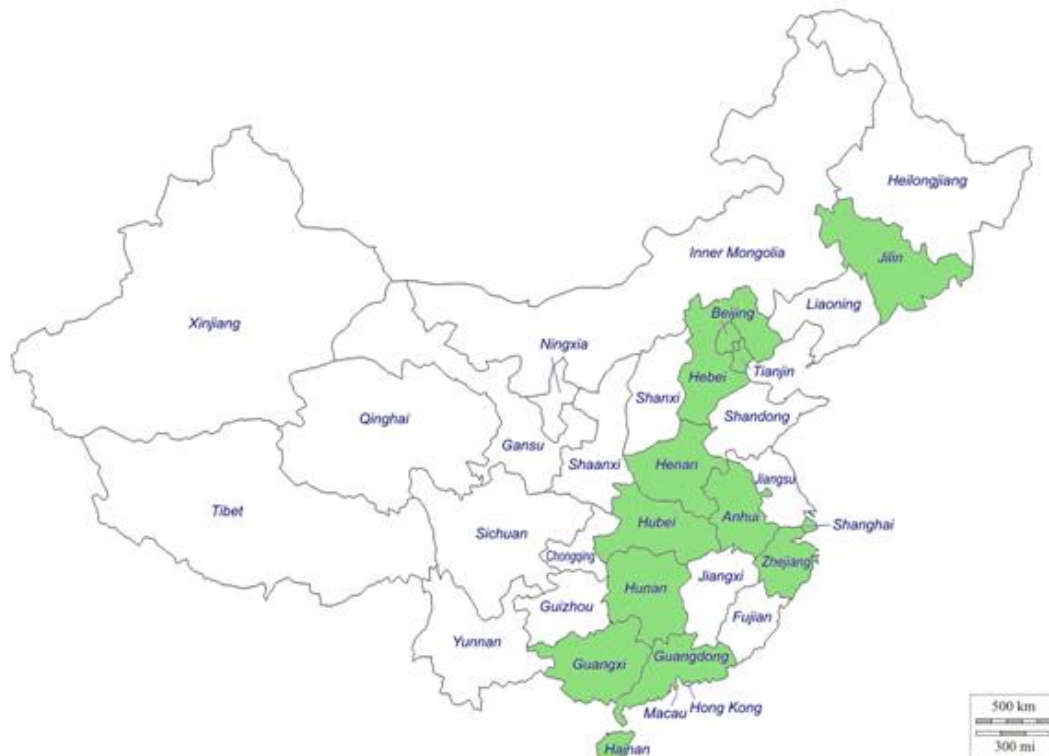 Heilongjiang
Jilin
Inner Mongolia
Liaoning
Beijing
Xinjiang
Ningxia
Tianjin
Hebei
Shanxi
Qinghai
Shandong
Gansu
Shaanxi
Henan
Jiangsu
Tibet
Anhui
Shanghai
Hubei
Sichuan
Chongqing
Zhejiang
Jiangxi
Hunan
Guizhou
Fujian
Yunnan
Guangxi
Guangdong
Macau
Hong Kong
Hainan
500 km
300 mi